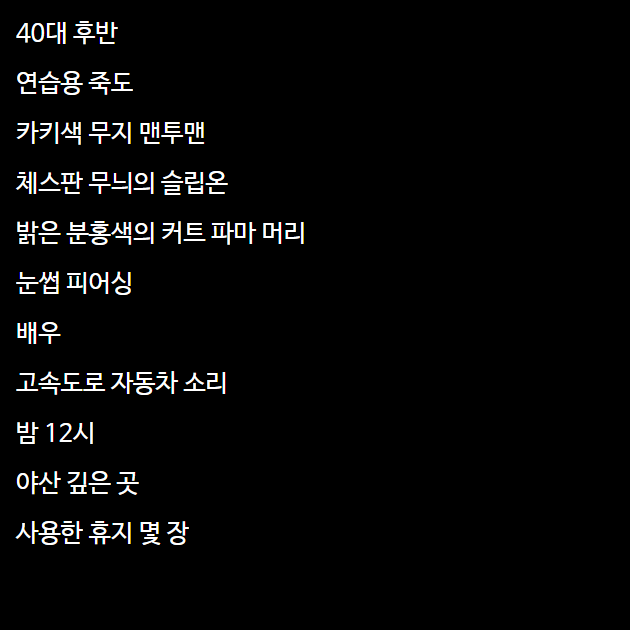 40대 후반
연습용 죽도
카키색 무지 맨투맨
체스판 무늬의 슬립온
밝은 분홍색의 커트 파마 머리
눈썹 피어싱
배우
고속도로 자동차 소리
밤 12시
야산 깊은 곳
사용한 휴지 몇 장